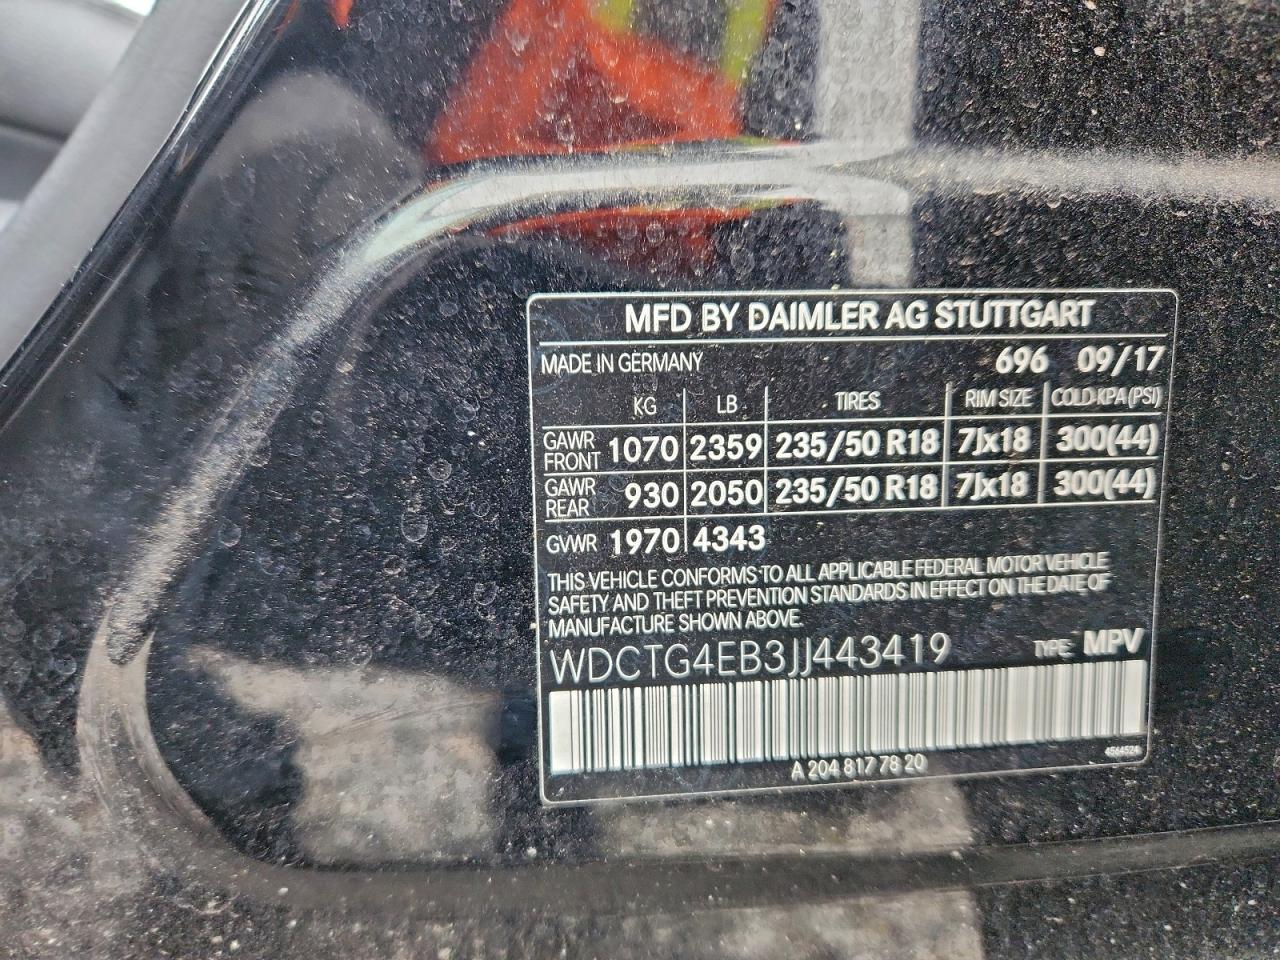 MFD BY DAIMLER AG STUTTGART
MADE IN GERMANY 696 09/17
KG LB TIRES RIM SIZE COLD-KPA (PSI)
GAWR FRONT 1070 2359 235/50 R18 7Jx18 300(44)
GAWR REAR 930 2050 235/50 R18 7Jx18 300(44)
GVWR 1970 4343
THIS VEHICLE CONFORMS TO ALL APPLICABLE FEDERAL MOTOR VEHICLE
SAFETY AND THEFT PREVENTION STANDARDS IN EFFECT ON THE DATE OF
MANUFACTURE SHOWN ABOVE.
WDCTG4EB3JJ443419 TYPE: MPV
A 204 817 78 20 4564524